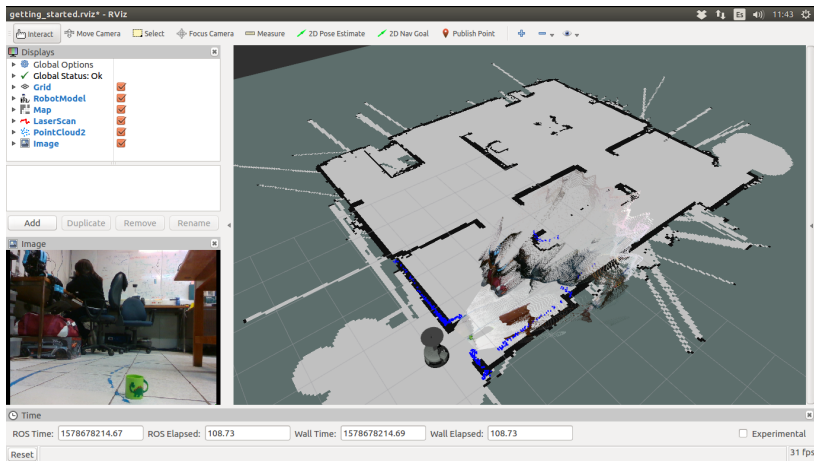 getting_started.rviz* - RViz
Es 11:43
Interact Move Camera Select Focus Camera Measure 2D Pose Estimate 2D Nav Goal Publish Point
Displays
Global Options
Global Status: Ok
Grid
RobotModel
Map
LaserScan
PointCloud2
Image
Add Duplicate Remove Rename
Image
Time
ROS Time: 1578678214.67 ROS Elapsed: 108.73 Wall Time: 1578678214.69 Wall Elapsed: 108.73 Experimental
Reset 31 fps